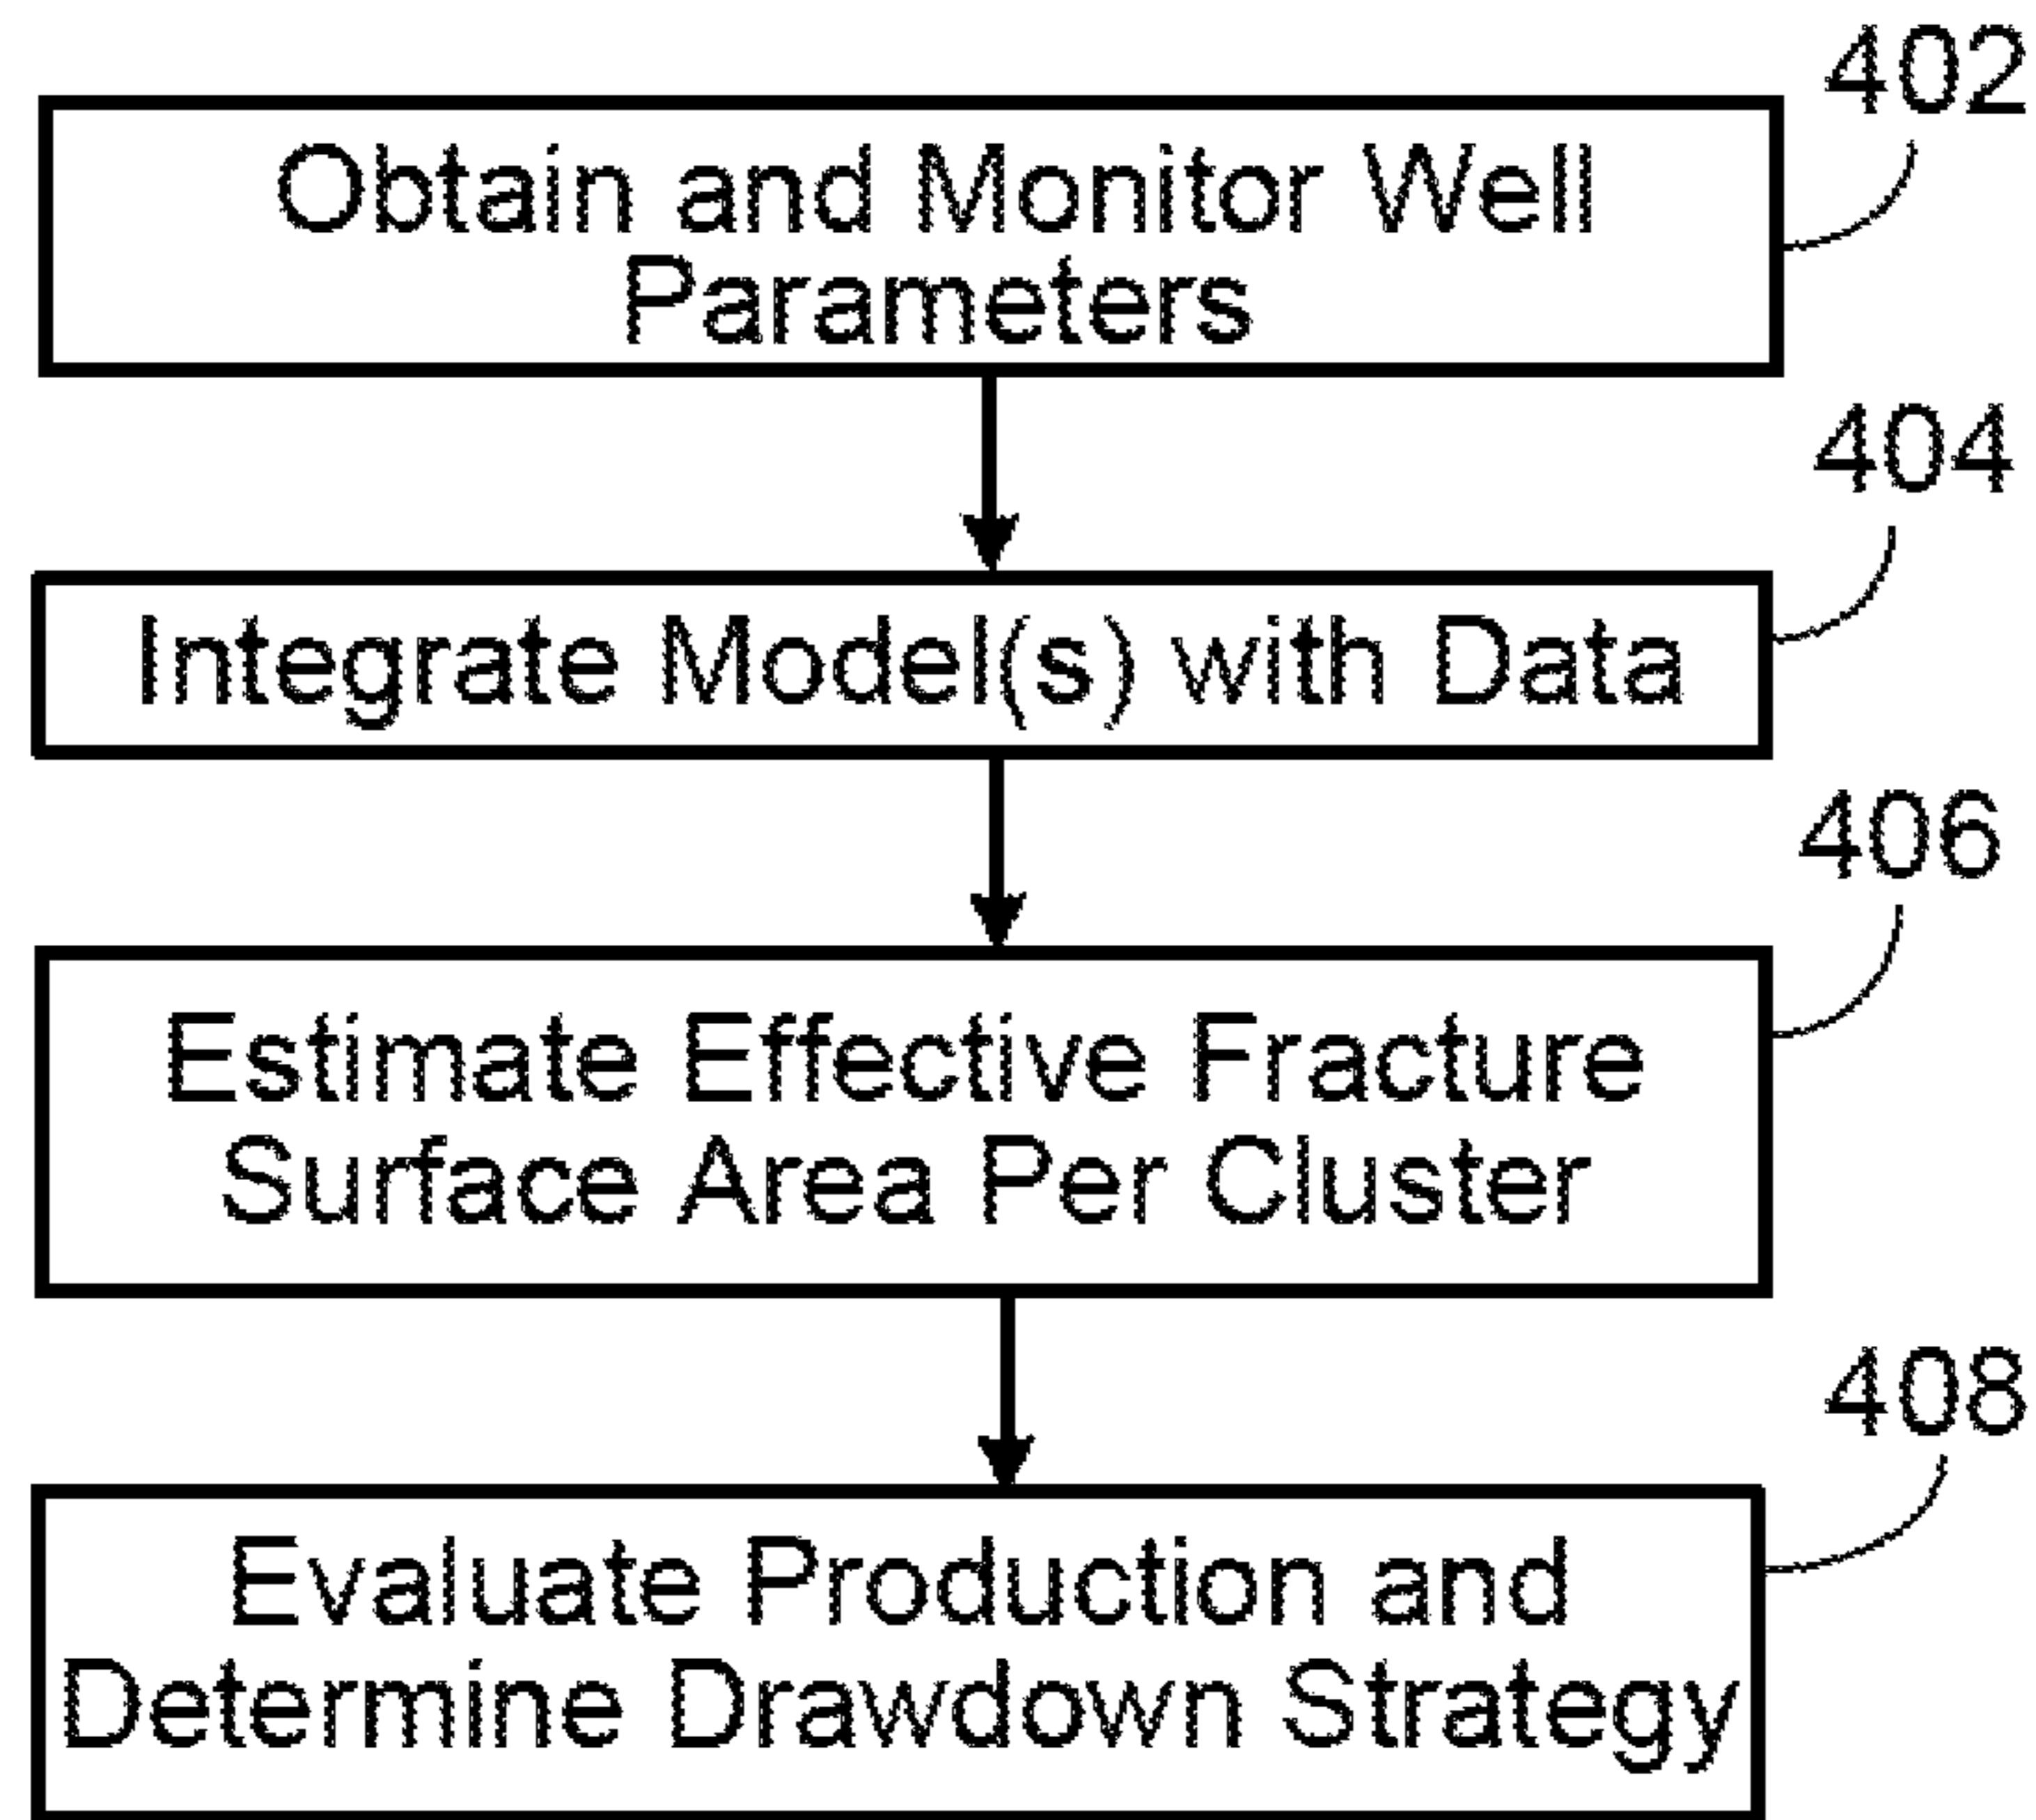 402
Obtain and Monitor Well
Parameters
404
Integrate Model(s) with Data
406
Estimate Effective Fracture
Surface Area Per Cluster
408
Evaluate Production and
Determine Drawdown Strategy